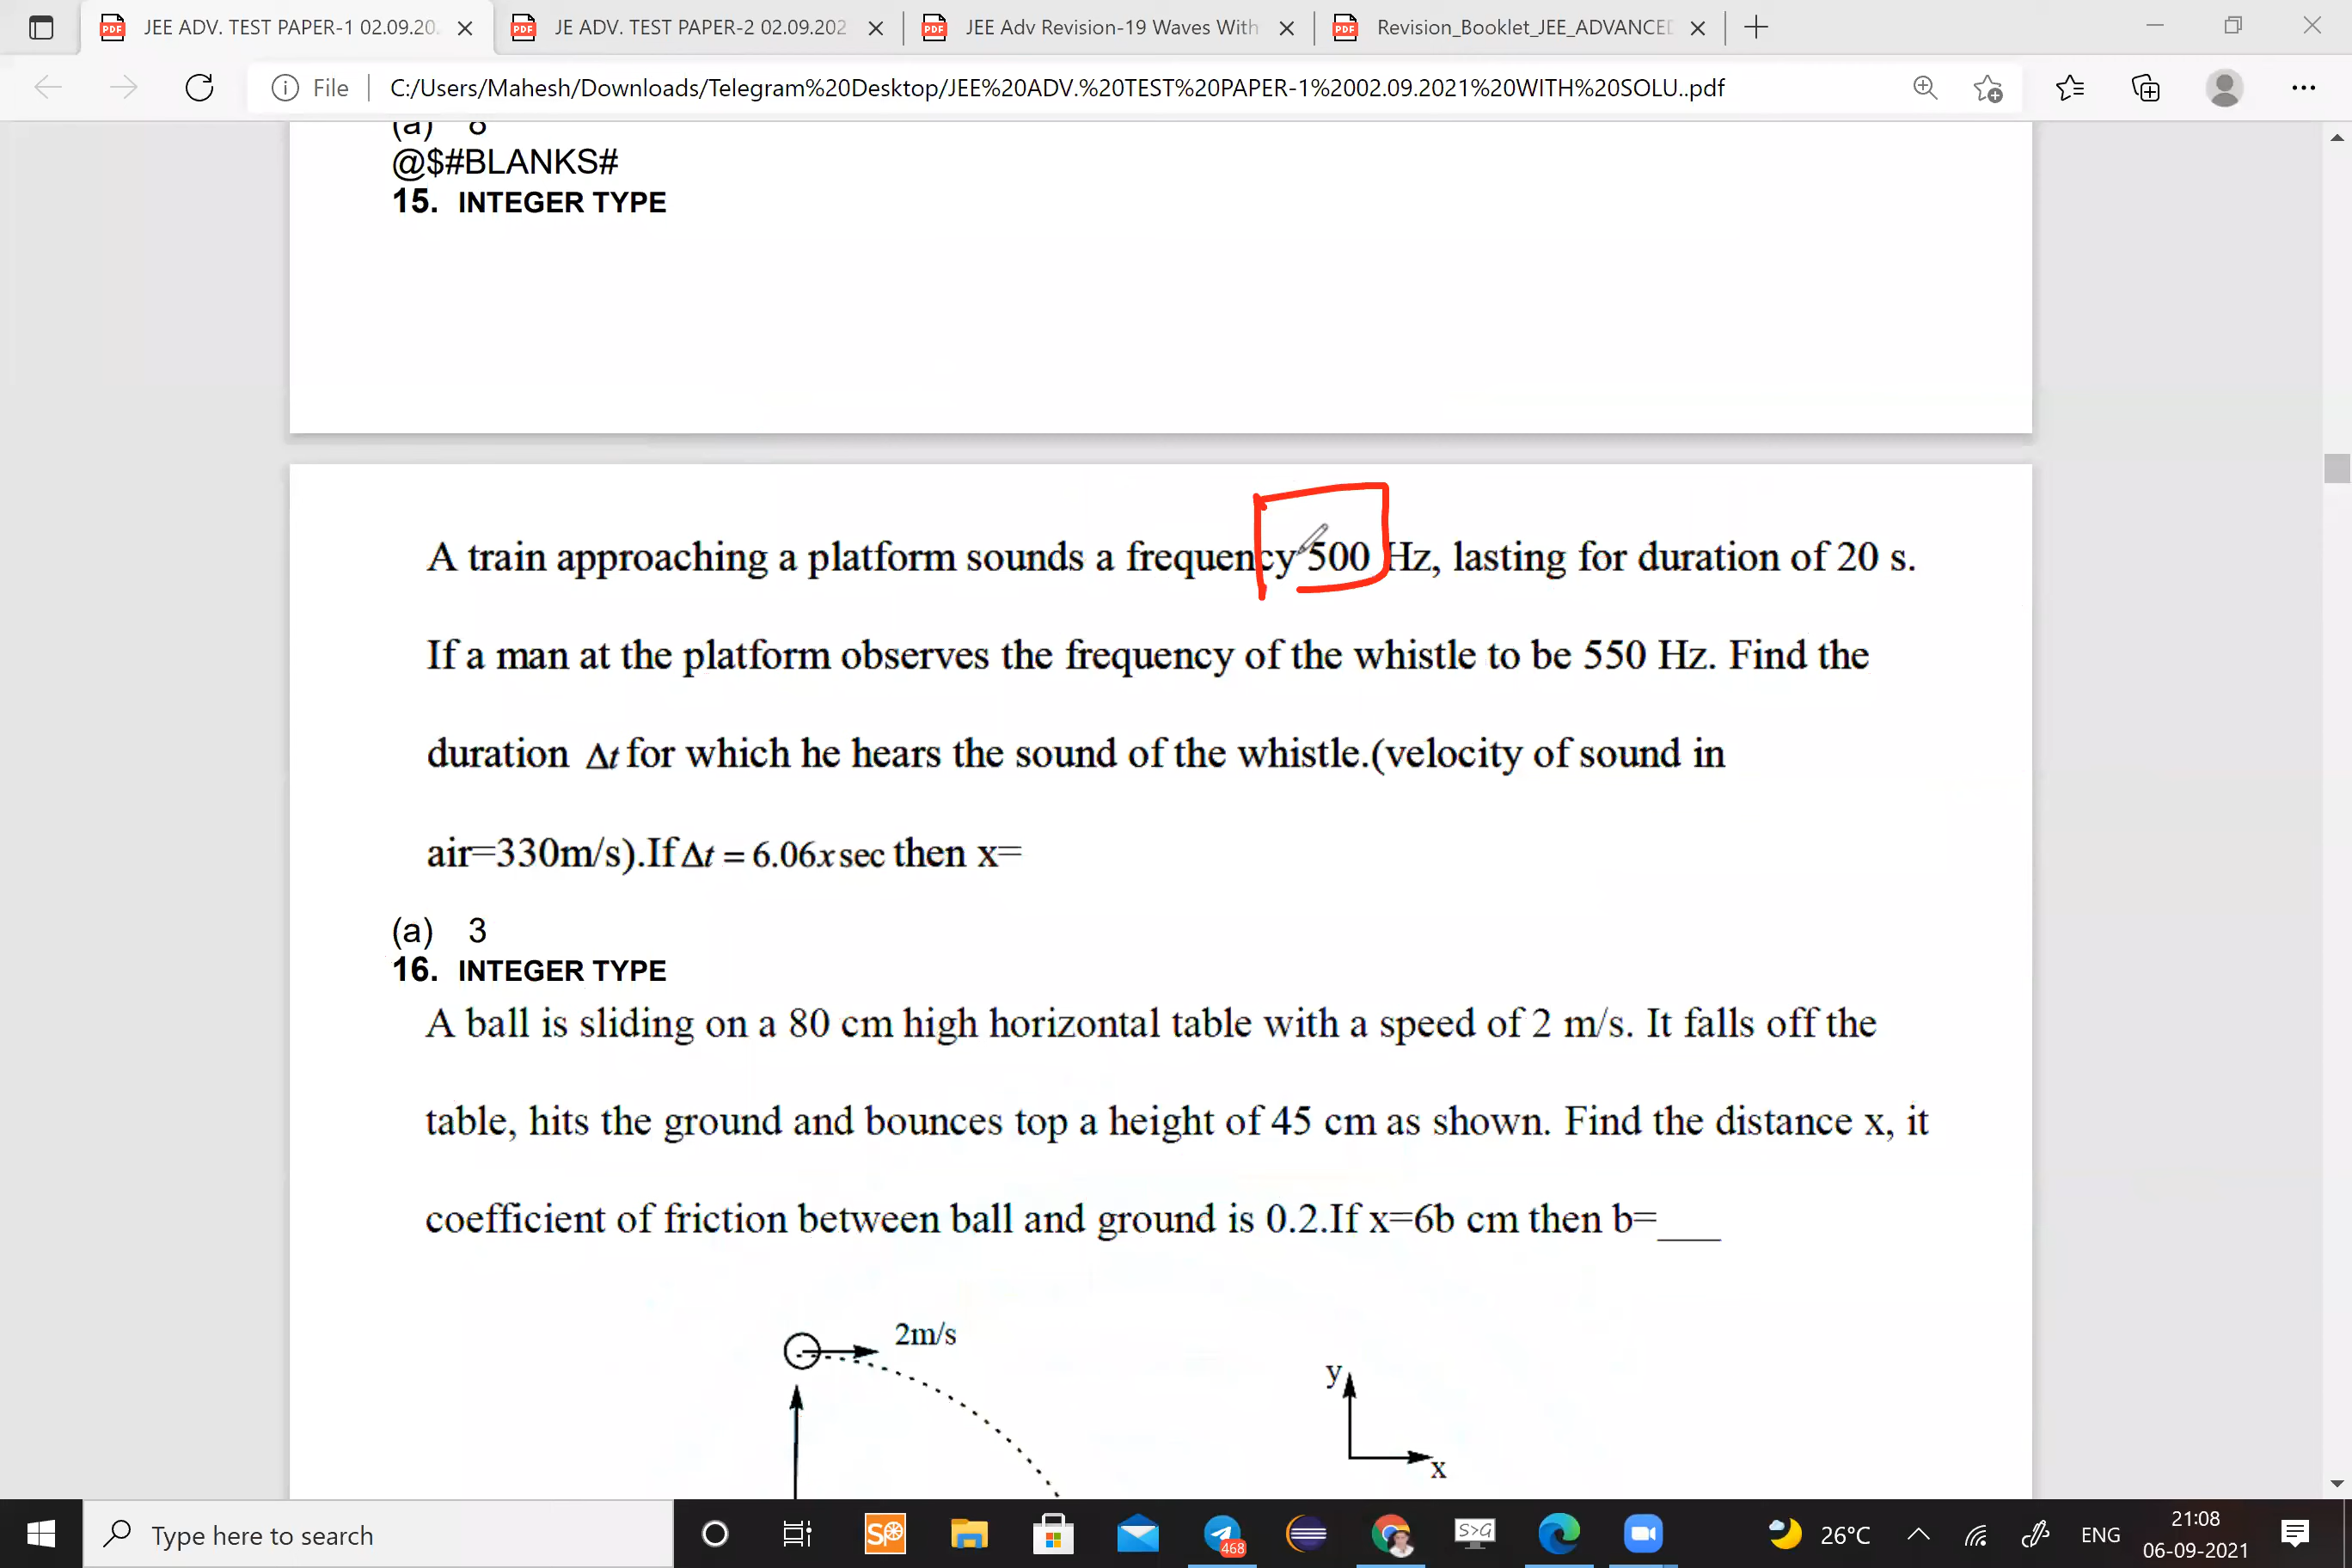 JEE ADV. TEST PAPER-1 02.09.20
JE ADV. TEST PAPER-2 02.09.202
JEE Adv Revision-19 Waves With
Revision_Booklet_JEE_ADVANCED
File
C:/Users/Mahesh/Downloads/Telegram%20Desktop/JEE%20ADV.%20TEST%20PAPER-1%2002.09.2021%20WITH%20SOLU..pdf
(a) 8
@$#BLANKS#
15. INTEGER TYPE
A train approaching a platform sounds a frequency 500 Hz, lasting for duration of 20 s.
If a man at the platform observes the frequency of the whistle to be 550 Hz. Find the
duration Δt for which he hears the sound of the whistle.(velocity of sound in
air=330m/s).If Δt = 6.06x sec then x=
(a) 3
16. INTEGER TYPE
A ball is sliding on a 80 cm high horizontal table with a speed of 2 m/s. It falls off the
table, hits the ground and bounces top a height of 45 cm as shown. Find the distance x, it
coefficient of friction between ball and ground is 0.2.If x=6b cm then b=___
2m/s
y
x
Type here to search
468
S>G
26°C
ENG
21:08
06-09-2021